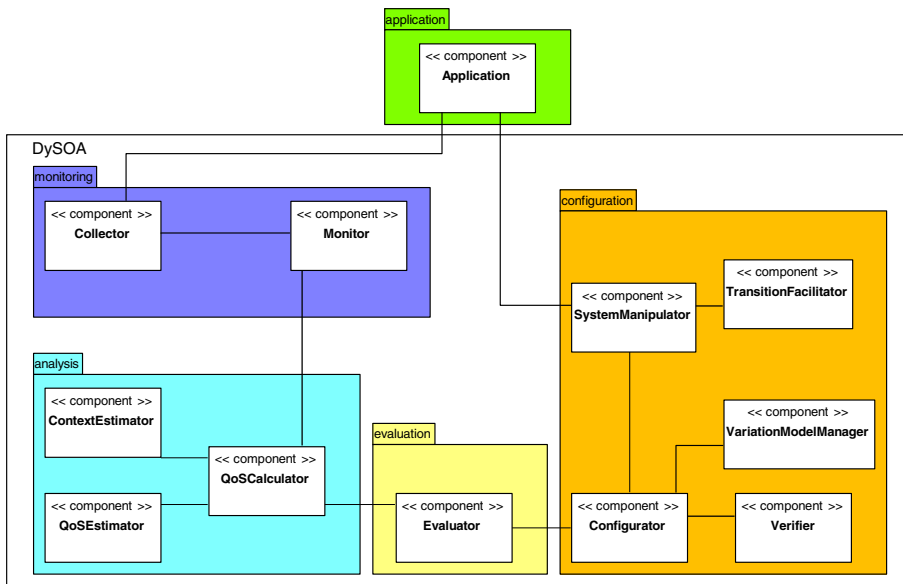 application
<< component >>
Application
DySOA
monitoring
<< component >>
Collector
<< component >>
Monitor
configuration
<< component >>
SystemManipulator
<< component >>
TransitionFacilitator
analysis
<< component >>
ContextEstimator
<< component >>
QoSCalculator
<< component >>
QoSEstimator
evaluation
<< component >>
Evaluator
<< component >>
VariationModelManager
<< component >>
Configurator
<< component >>
Verifier